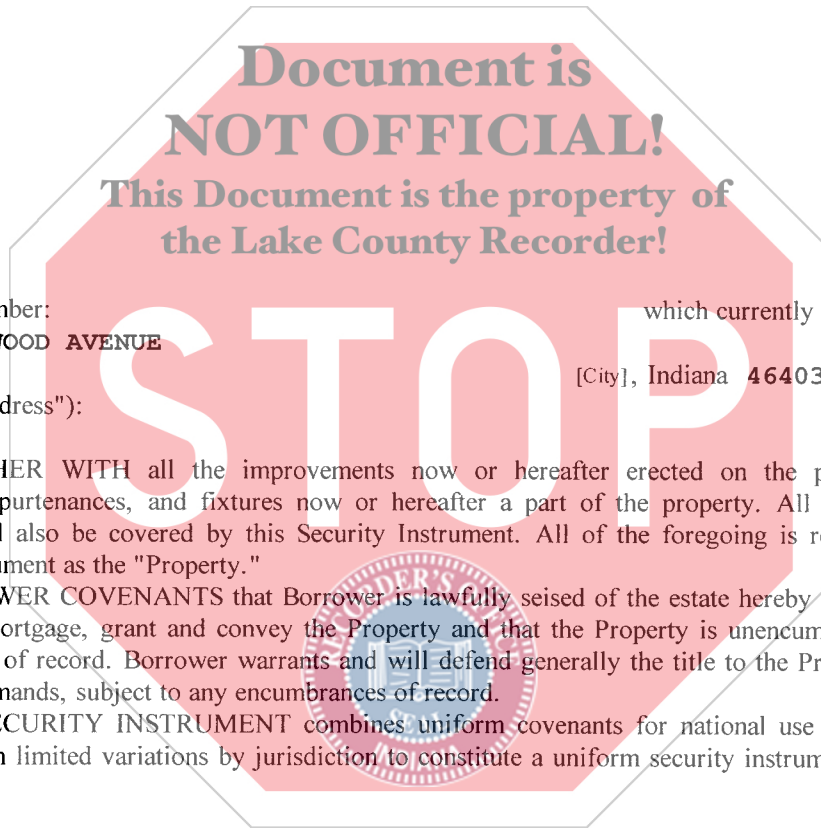 Document is
NOT OFFICIAL!
This Document is the property of
the Lake County Recorder!
STOP
mber: which currently
WOOD AVENUE
[City], Indiana 46403
dress"):
HER WITH all the improvements now or hereafter erected on the p
purtenances, and fixtures now or hereafter a part of the property. All
l also be covered by this Security Instrument. All of the foregoing is re
ument as the "Property."
WER COVENANTS that Borrower is lawfully seised of the estate hereby
ortgage, grant and convey the Property and that the Property is unencum
of record. Borrower warrants and will defend generally the title to the Pr
mands, subject to any encumbrances of record.
ECURITY INSTRUMENT combines uniform covenants for national use
h limited variations by jurisdiction to constitute a uniform security instrum
RECORDER'S OFFICE
SEAL
INDIANA